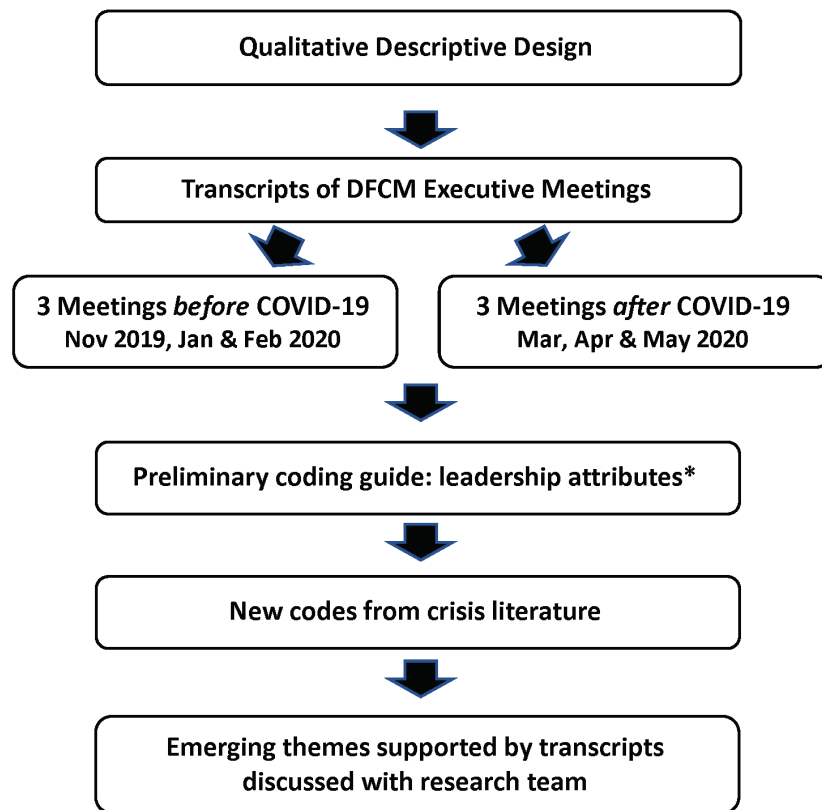 Qualitative Descriptive Design
Transcripts of DFCM Executive Meetings
3 Meetings before COVID-19
Nov 2019, Jan & Feb 2020
3 Meetings after COVID-19
Mar, Apr & May 2020
Preliminary coding guide: leadership attributes*
New codes from crisis literature
Emerging themes supported by transcripts
discussed with research team